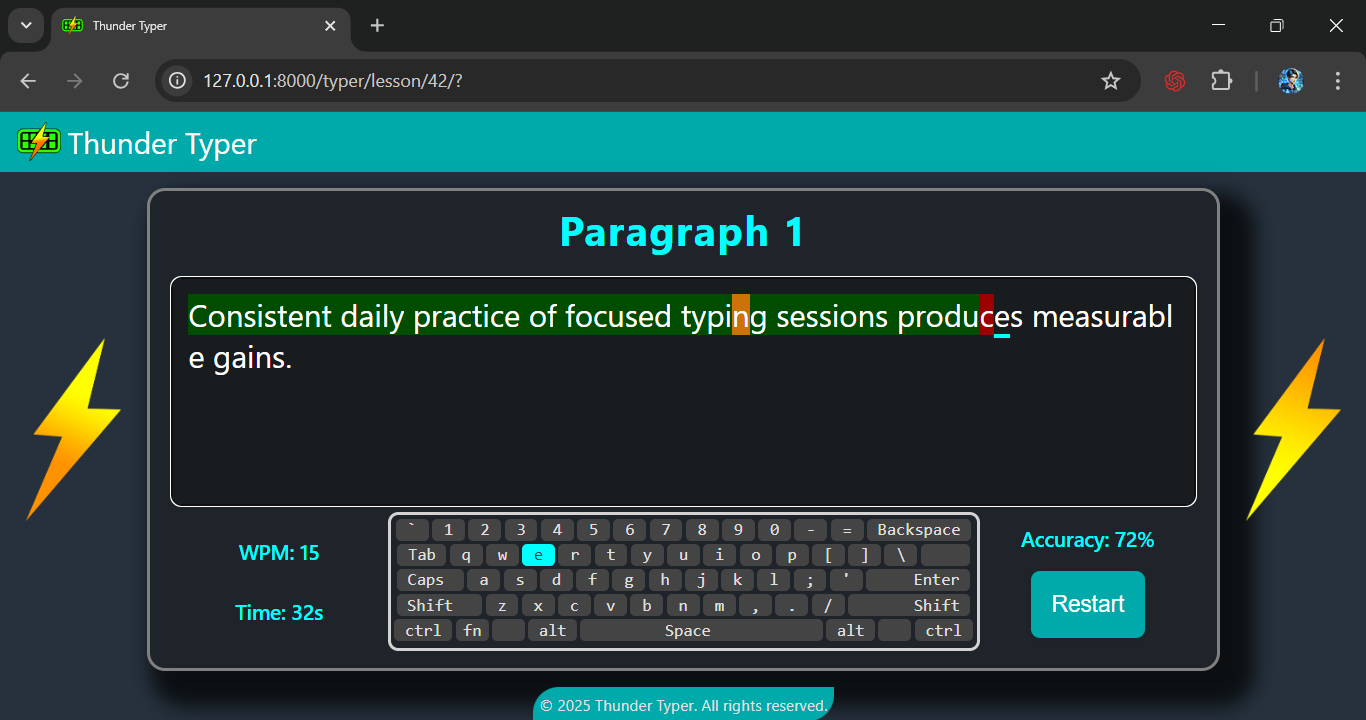 Thunder Typer
127.0.0.1:8000/typer/lesson/42/?
Thunder Typer
Paragraph 1
Consistent daily practice of focused typing sessions produces measurabl
e gains.
WPM: 15
Time: 32s
` 1 2 3 4 5 6 7 8 9 0 - = Backspace
Tab q w e r t y u i o p [ ] \
Caps a s d f g h j k l ; ' Enter
Shift z x c v b n m , . / Shift
ctrl fn alt Space alt ctrl
Accuracy: 72%
Restart
© 2025 Thunder Typer. All rights reserved.